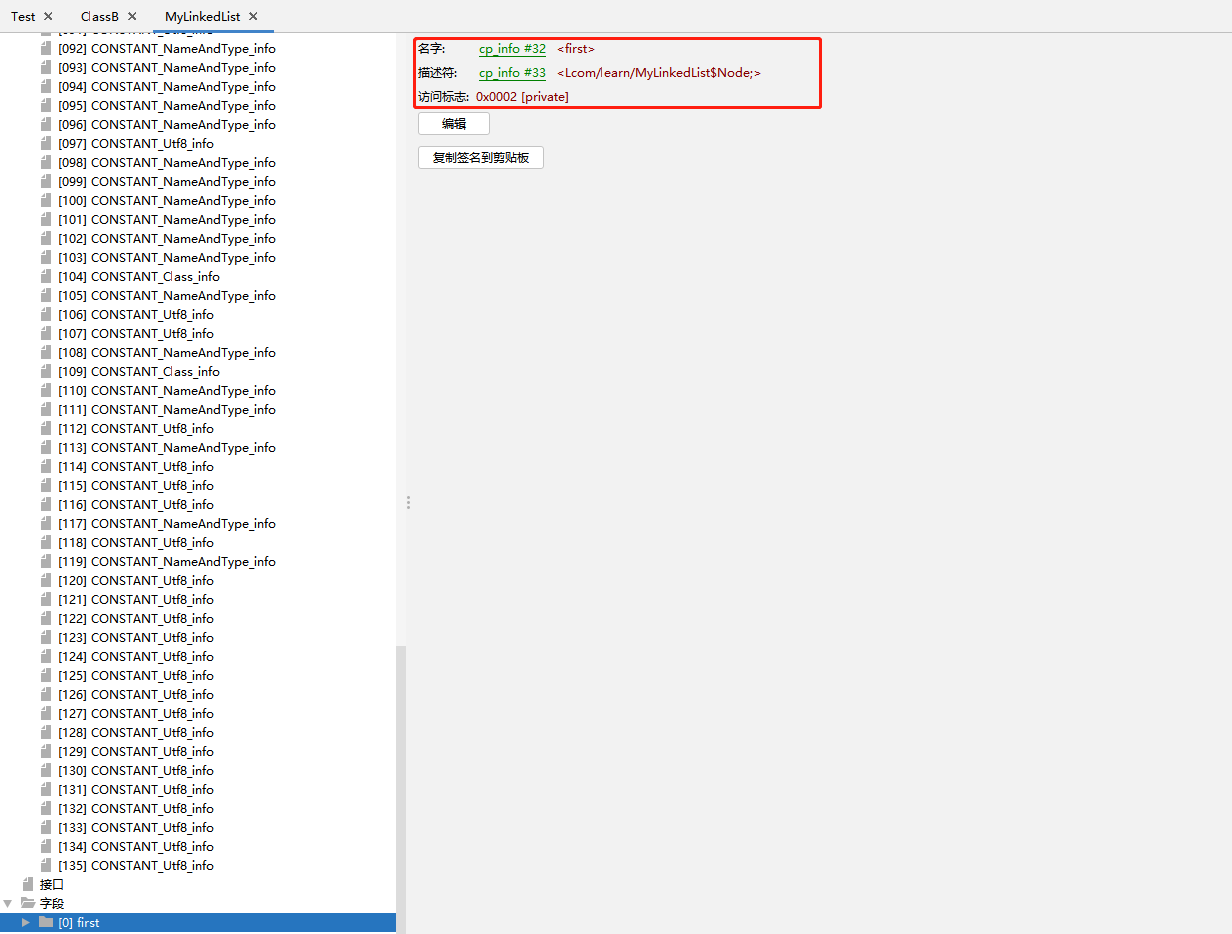 Test ClassB MyLinkedList
[091] CONSTANT_Utf8_info
[092] CONSTANT_NameAndType_info
[093] CONSTANT_NameAndType_info
[094] CONSTANT_NameAndType_info
[095] CONSTANT_NameAndType_info
[096] CONSTANT_NameAndType_info
[097] CONSTANT_Utf8_info
[098] CONSTANT_NameAndType_info
[099] CONSTANT_NameAndType_info
[100] CONSTANT_NameAndType_info
[101] CONSTANT_NameAndType_info
[102] CONSTANT_NameAndType_info
[103] CONSTANT_NameAndType_info
[104] CONSTANT_Class_info
[105] CONSTANT_NameAndType_info
[106] CONSTANT_Utf8_info
[107] CONSTANT_Utf8_info
[108] CONSTANT_NameAndType_info
[109] CONSTANT_Class_info
[110] CONSTANT_NameAndType_info
[111] CONSTANT_NameAndType_info
[112] CONSTANT_Utf8_info
[113] CONSTANT_NameAndType_info
[114] CONSTANT_Utf8_info
[115] CONSTANT_Utf8_info
[116] CONSTANT_Utf8_info
[117] CONSTANT_NameAndType_info
[118] CONSTANT_Utf8_info
[119] CONSTANT_NameAndType_info
[120] CONSTANT_Utf8_info
[121] CONSTANT_Utf8_info
[122] CONSTANT_Utf8_info
[123] CONSTANT_Utf8_info
[124] CONSTANT_Utf8_info
[125] CONSTANT_Utf8_info
[126] CONSTANT_Utf8_info
[127] CONSTANT_Utf8_info
[128] CONSTANT_Utf8_info
[129] CONSTANT_Utf8_info
[130] CONSTANT_Utf8_info
[131] CONSTANT_Utf8_info
[132] CONSTANT_Utf8_info
[133] CONSTANT_Utf8_info
[134] CONSTANT_Utf8_info
[135] CONSTANT_Utf8_info
接口
字段
[0] first
名字: cp_info #32 <first>
描述符: cp_info #33 <Lcom/learn/MyLinkedList$Node;>
访问标志: 0x0002 [private]
编辑
复制签名到剪贴板